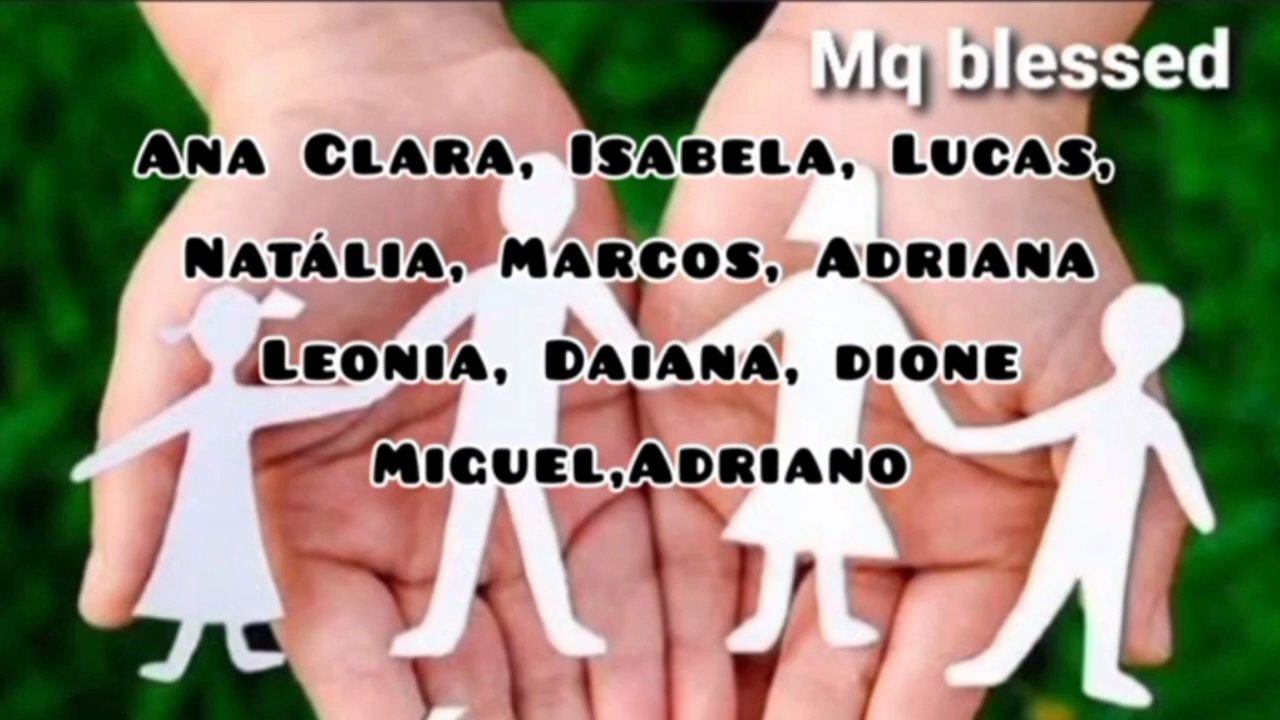 Mq blessed
Ana Clara, Isabela, Lucas,
Natália, Marcos, Adriana
Leonia, Daiana, dione
Miguel,Adriano